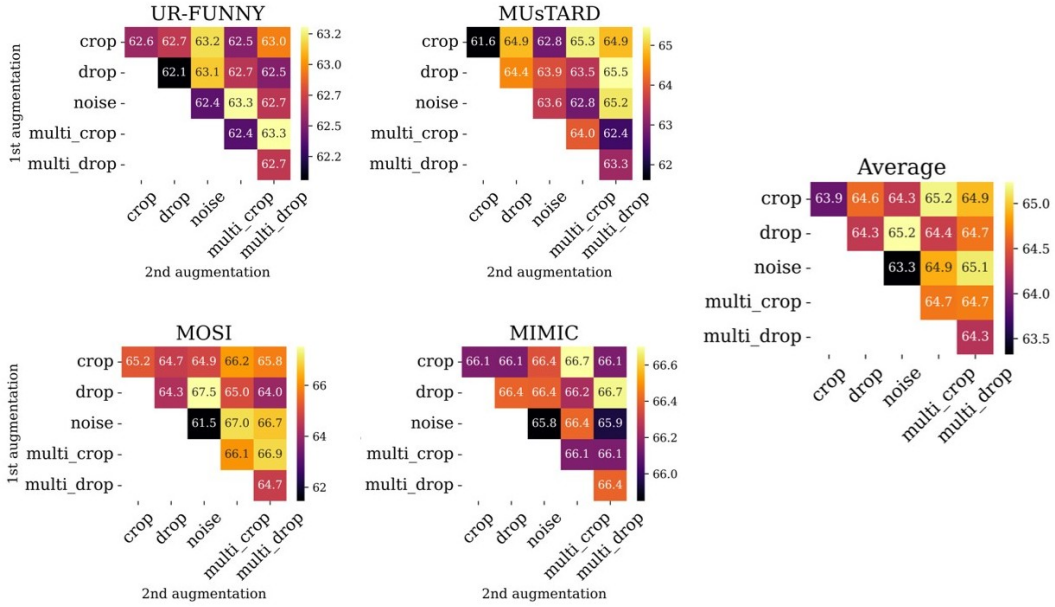 UR-FUNNY
1st augmentation
crop 62.6 62.7 63.2 62.5 63.0
drop 62.1 63.1 62.7 62.5
noise 62.4 63.3 62.7
multi_crop 62.4 63.3
multi_drop 62.7
63.2
63.0
62.7
62.5
62.2
crop drop noise multi_crop multi_drop
2nd augmentation
MUsTARD
crop 61.6 64.9 62.8 65.3 64.9
drop 64.4 63.9 63.5 65.5
noise 63.6 62.8 65.2
multi_crop 64.0 62.4
multi_drop 63.3
65
64
63
62
crop drop noise multi_crop multi_drop
2nd augmentation
Average
crop 63.9 64.6 64.3 65.2 64.9
drop 64.3 65.2 64.4 64.7
noise 63.3 64.9 65.1
multi_crop 64.7 64.7
multi_drop 64.3
65.0
64.5
64.0
63.5
crop drop noise multi_crop multi_drop
MOSI
1st augmentation
crop 65.2 64.7 64.9 66.2 65.8
drop 64.3 67.5 65.0 64.0
noise 61.5 67.0 66.7
multi_crop 66.1 66.9
multi_drop 64.7
66
64
62
crop drop noise multi_crop multi_drop
2nd augmentation
MIMIC
crop 66.1 66.1 66.4 66.7 66.1
drop 66.4 66.4 66.2 66.7
noise 65.8 66.4 65.9
multi_crop 66.1 66.1
multi_drop 66.4
66.6
66.4
66.2
66.0
crop drop noise multi_crop multi_drop
2nd augmentation